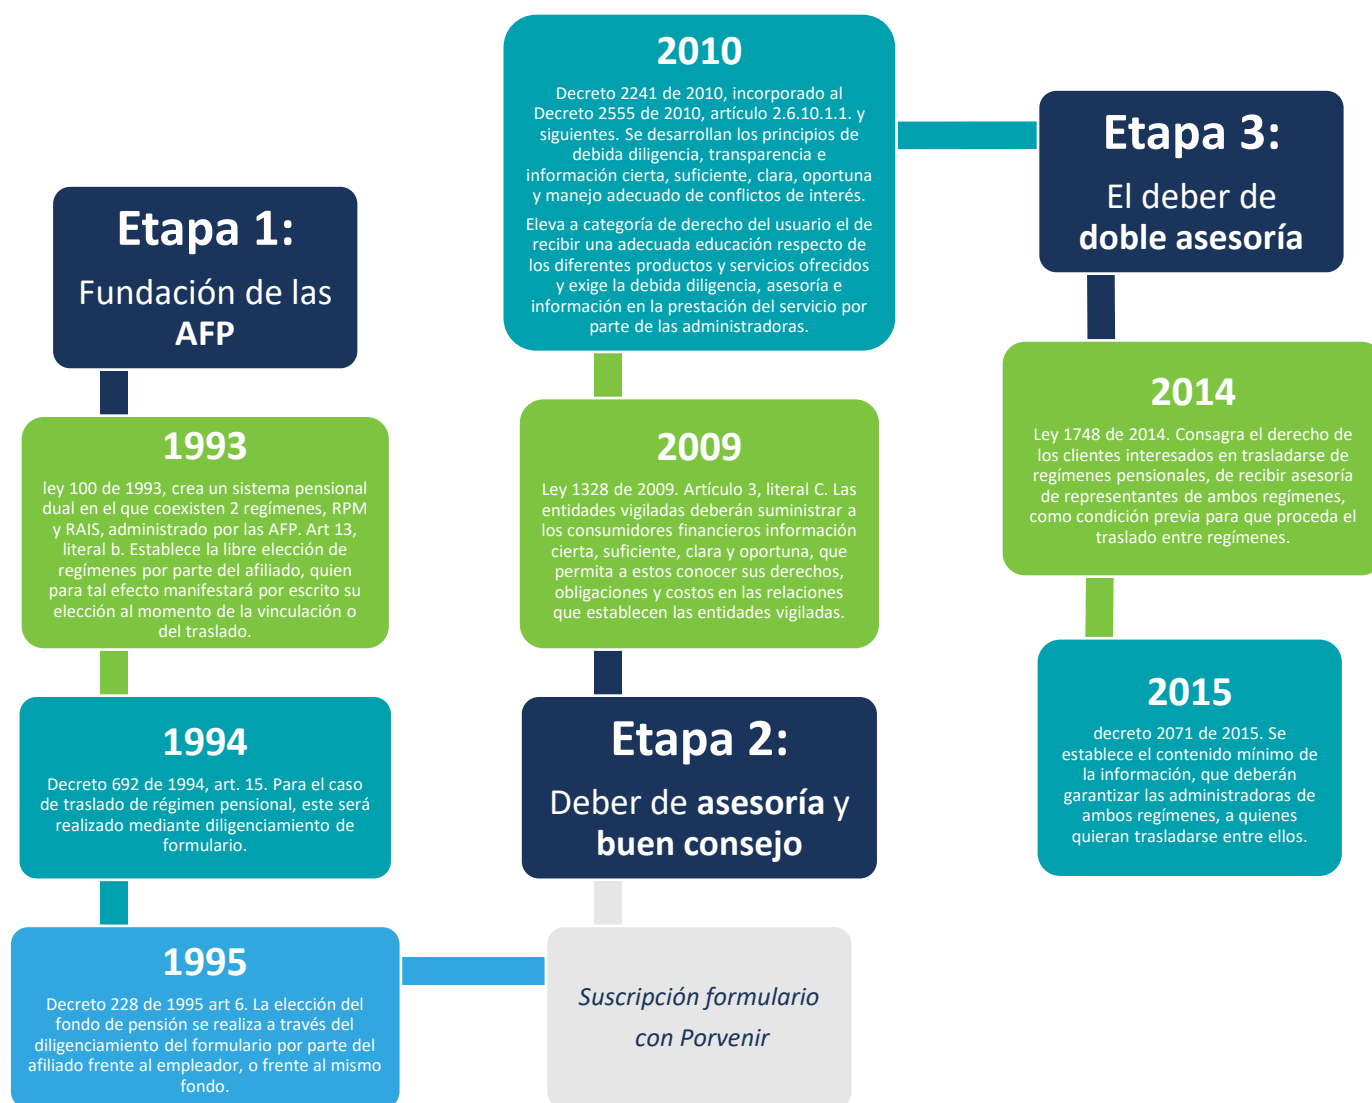 Etapa 1:
Fundación de las
AFP
1993
ley 100 de 1993, crea un sistema pensional
dual en el que coexisten 2 regímenes, RPM
y RAIS, administrado por las AFP. Art 13,
literal b. Establece la libre elección de
regímenes por parte del afiliado, quien
para tal efecto manifestará por escrito su
elección al momento de la vinculación o
del traslado.
1994
Decreto 692 de 1994, art. 15. Para el caso
de traslado de régimen pensional, este será
realizado mediante diligenciamiento de
formulario.
1995
Decreto 228 de 1995 art 6. La elección del
fondo de pensión se realiza a través del
diligenciamiento del formulario por parte del
afiliado frente al empleador, o frente al mismo
fondo.
Suscripción formulario
con Porvenir
Etapa 2:
Deber de asesoría y
buen consejo
2009
Ley 1328 de 2009. Artículo 3, literal C. Las
entidades vigiladas deberán suministrar a
los consumidores financieros información
cierta, suficiente, clara y oportuna, que
permita a estos conocer sus derechos,
obligaciones y costos en las relaciones
que establecen las entidades vigiladas.
2010
Decreto 2241 de 2010, incorporado al
Decreto 2555 de 2010, artículo 2.6.10.1.1. y
siguientes. Se desarrollan los principios de
debida diligencia, transparencia e
información cierta, suficiente, clara, oportuna
y manejo adecuado de conflictos de interés.
Eleva a categoría de derecho del usuario el de
recibir una adecuada educación respecto de
los diferentes productos y servicios ofrecidos
y exige la debida diligencia, asesoría e
información en la prestación del servicio por
parte de las administradoras.
Etapa 3:
El deber de
doble asesoría
2014
Ley 1748 de 2014. Consagra el derecho de
los clientes interesados en trasladarse de
regímenes pensionales, de recibir asesoría
de representantes de ambos regímenes,
como condición previa para que proceda el
traslado entre regímenes.
2015
decreto 2071 de 2015. Se
establece el contenido mínimo de
la información, que deberán
garantizar las administradoras de
ambos regímenes, a quienes
quieran trasladarse entre ellos.